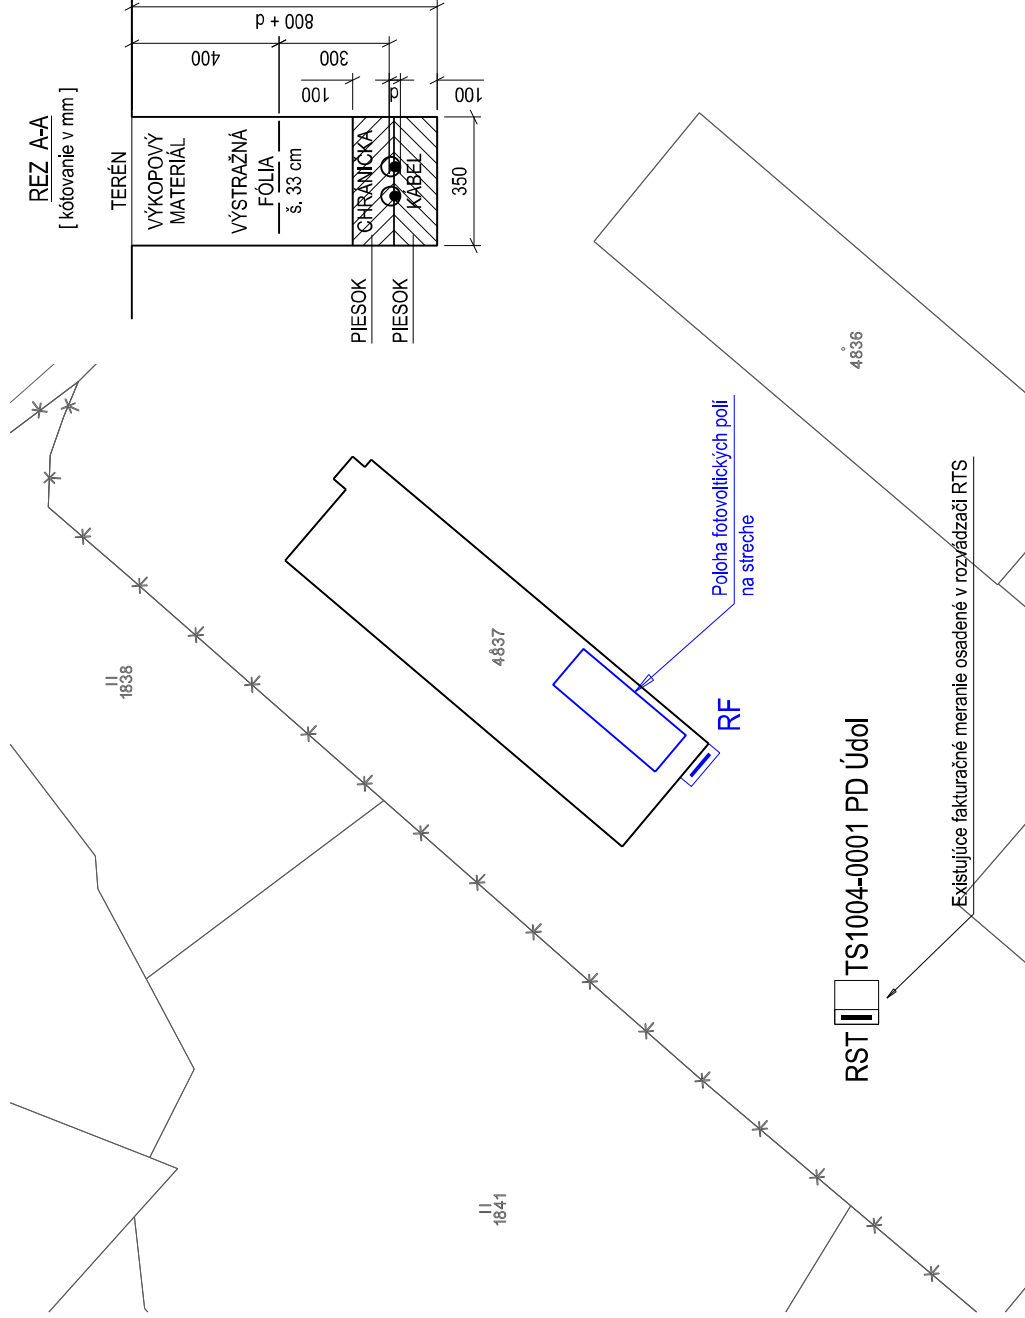 REZ A-A
[ kótovanie v mm ]
TERÉN
VÝKOPOVÝ
MATERIÁL
VÝSTRAŽNÁ
FÓLIA
š. 33 cm
CHRÁNIČKA
KÁBEL
PIESOK
PIESOK
800 + d
400
300
100
d
100
350
4836
4837
1838
1841
Poloha fotovoltických polí
na streche
RF
RST
TS1004-0001 PD Údol
Existujúce fakturačné meranie osadené v rozvádzači RTS